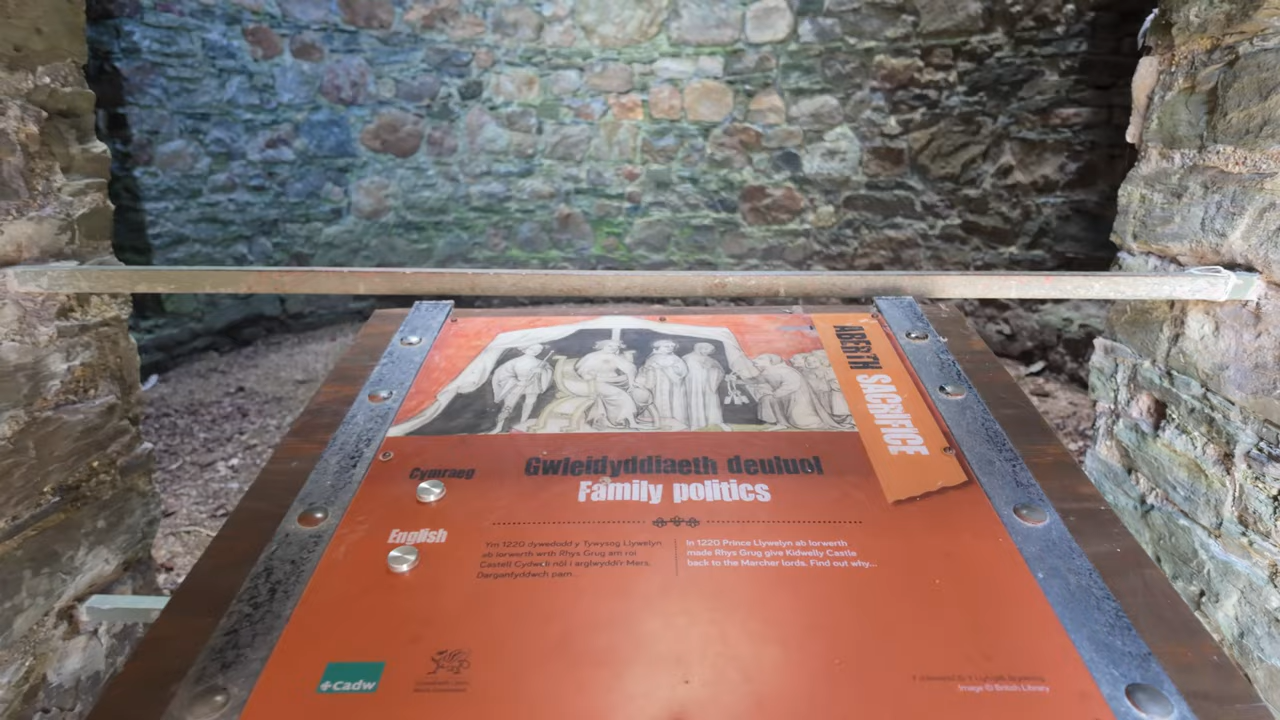 ABERTH SACRIFICE
Cymraeg
Gwleidyddiaeth deuluol
Family politics
English
Yn 1220 dywedodd y Tywysog Llywelyn
ab Iorwerth wrth Rhys Grug am roi
Castell Cydweli nôl i arglwyddi'r Mers.
Darganfyddwch pam...
In 1220 Prince Llywelyn ab Iorwerth
made Rhys Grug give Kidwelly Castle
back to the Marcher lords. Find out why...
Cadw
Image © British Library